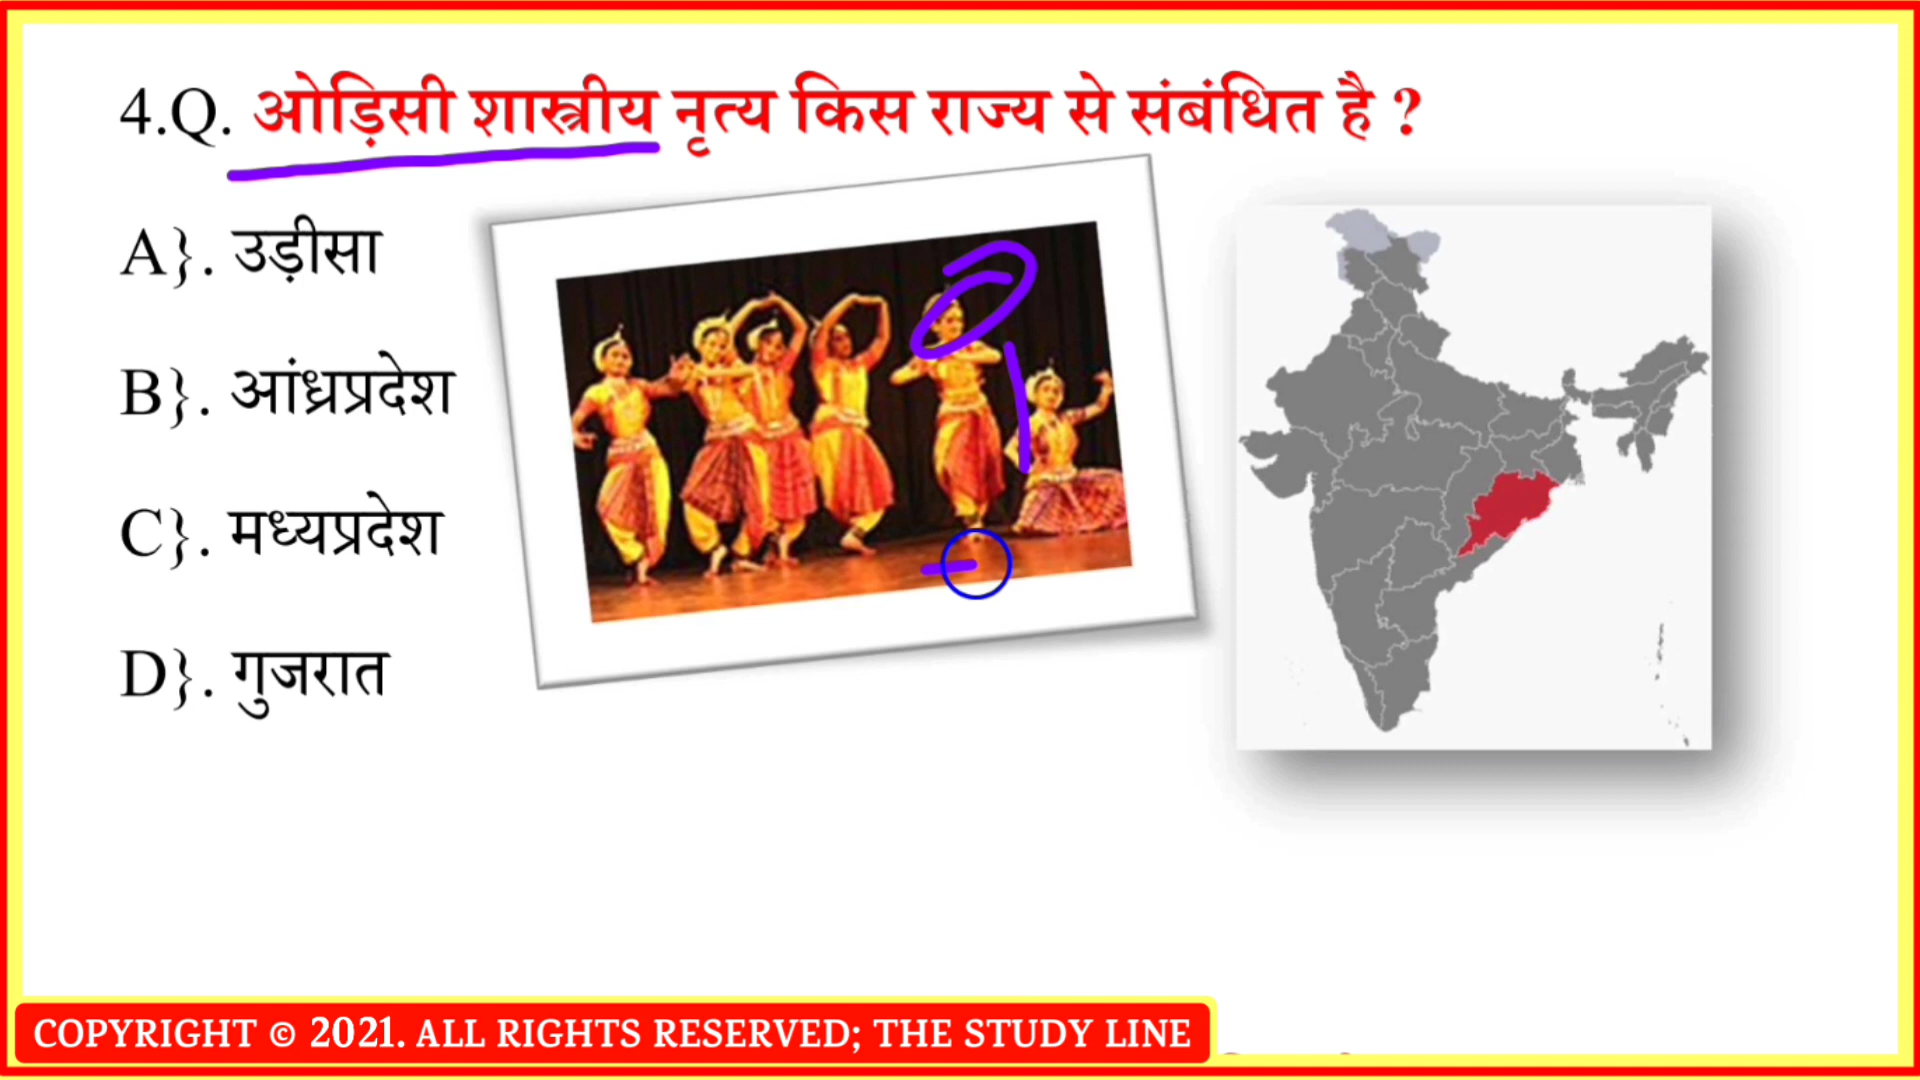 4.Q. ओड़िसी शास्त्रीय नृत्य किस राज्य से संबंधित है ?
A}. उड़ीसा
B}. आंध्रप्रदेश
C}. मध्यप्रदेश
D}. गुजरात
COPYRIGHT © 2021. ALL RIGHTS RESERVED; THE STUDY LINE